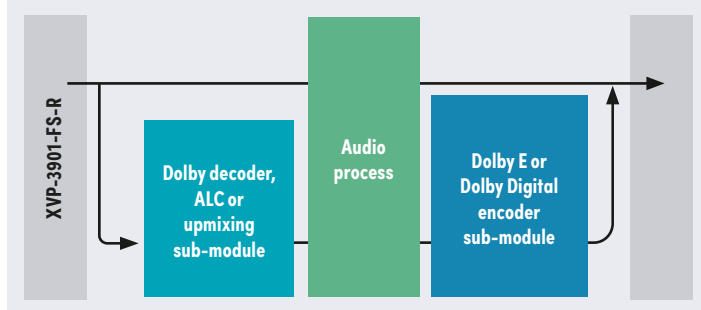 XVP-3901-FS-R
Dolby decoder,
ALC or
upmixing
sub-module
Audio
process
Dolby E or
Dolby Digital
encoder
sub-module